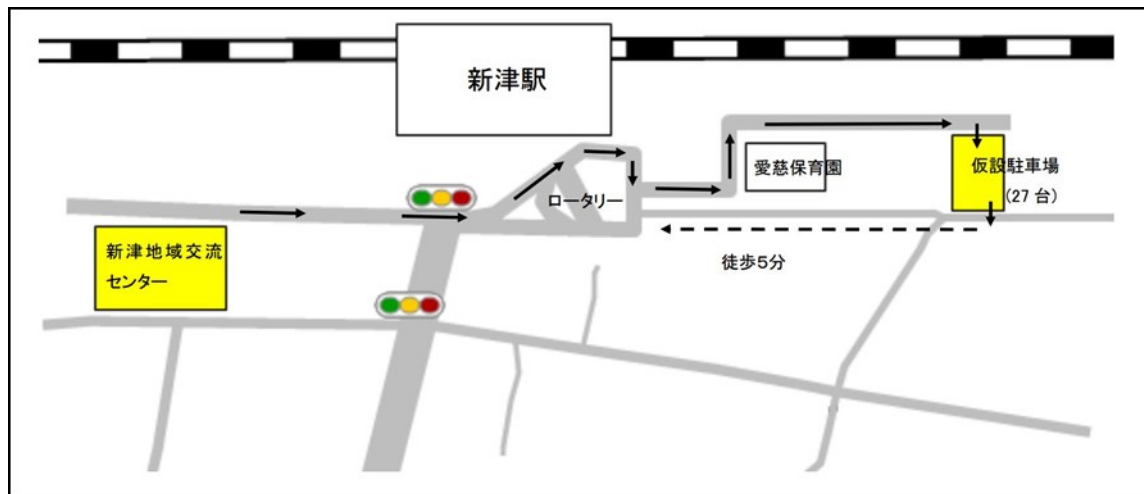 新津駅
愛慈保育園
仮設駐車場
(27 台)
ロータリー
新津地域交流
センター
徒歩5分